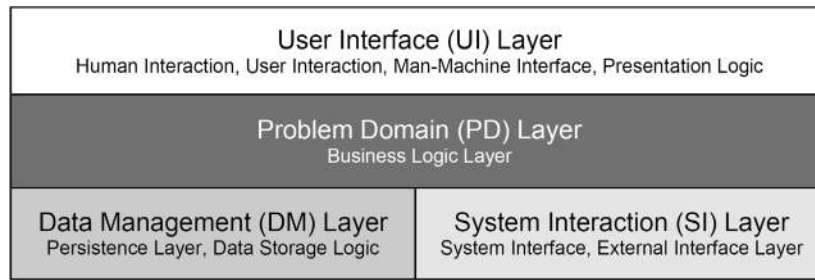 User Interface (UI) Layer
Human Interaction, User Interaction, Man-Machine Interface, Presentation Logic
Problem Domain (PD) Layer
Business Logic Layer
Data Management (DM) Layer
Persistence Layer, Data Storage Logic
System Interaction (SI) Layer
System Interface, External Interface Layer